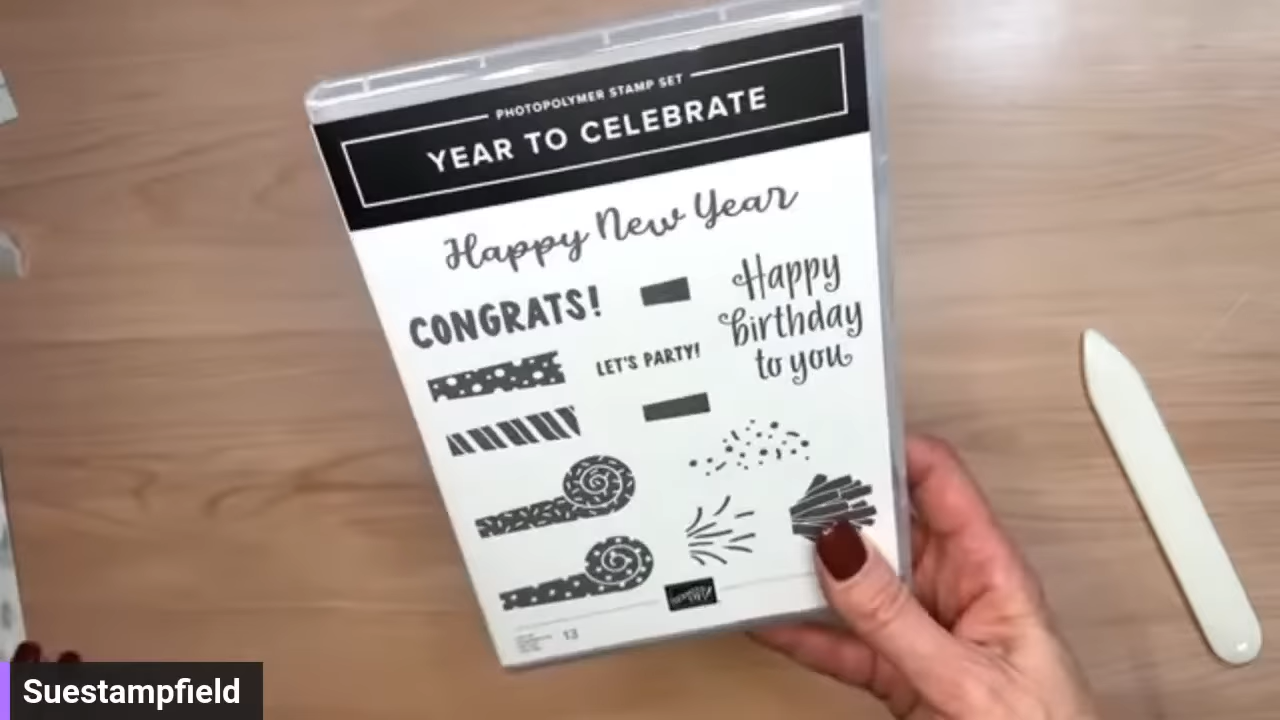 PHOTOPOLYMER STAMP SET
YEAR TO CELEBRATE
Happy New Year
CONGRATS!
Happy
birthday
to you
LET'S PARTY!
13
Suestampfield